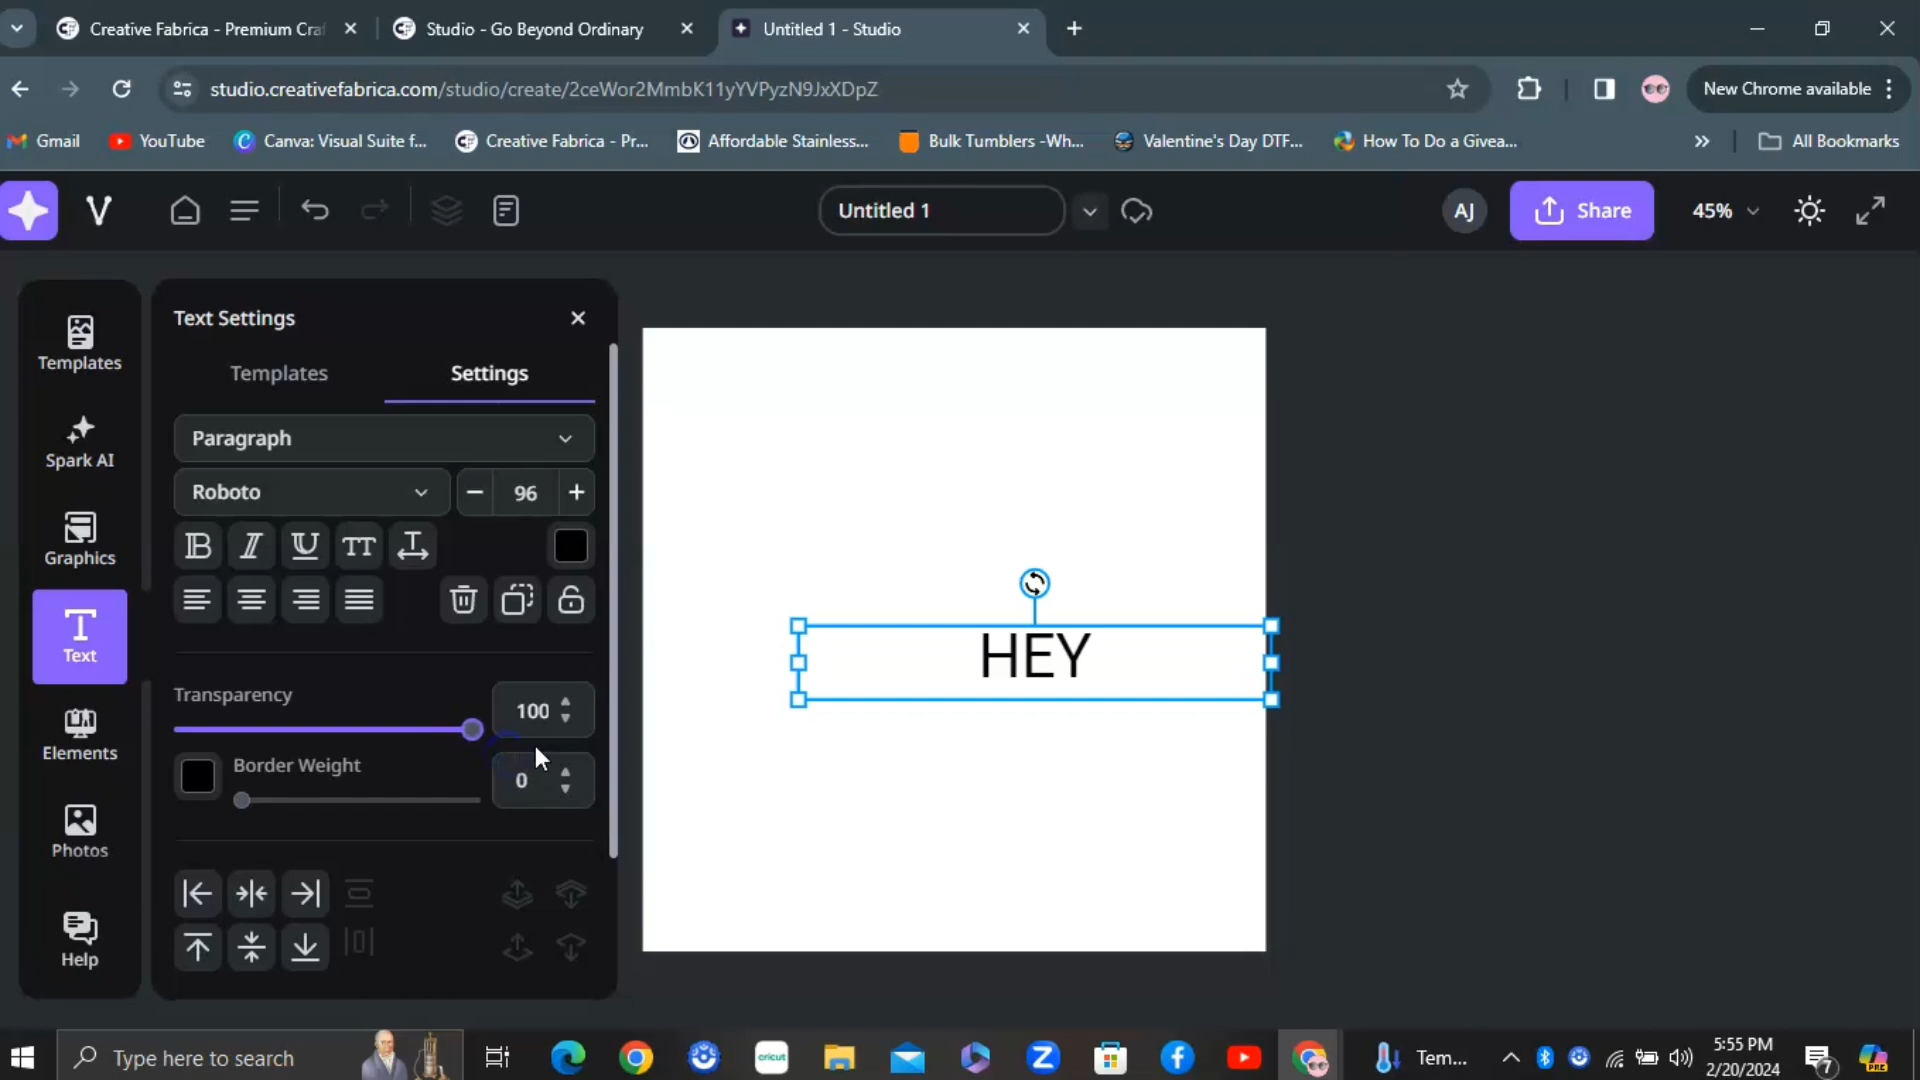 Creative Fabrica - Premium Cra
Studio - Go Beyond Ordinary
Untitled 1 - Studio
studio.creativefabrica.com/studio/create/2ceWor2MmbK11yYVPyzN9JxXDpZ
New Chrome available
Gmail
YouTube
Canva: Visual Suite f...
Creative Fabrica - Pr...
Affordable Stainless...
Bulk Tumblers -Wh...
Valentine's Day DTF...
How To Do a Givea...
All Bookmarks
Untitled 1
AJ
Share
45%
Templates
Spark AI
Graphics
Text
Elements
Photos
Help
Text Settings
Templates
Settings
Paragraph
Roboto
96
Transparency
100
Border Weight
0
HEY
Type here to search
cricut
Tem...
5:55 PM
2/20/2024
7
PRE